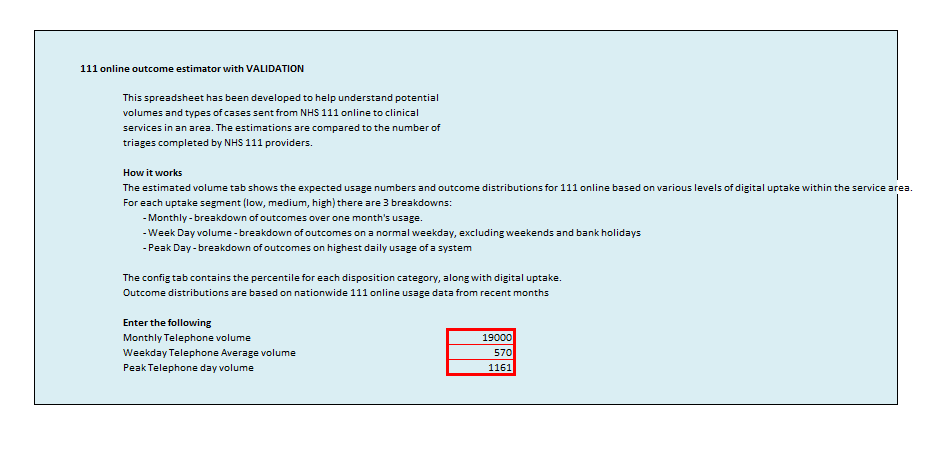 111 online outcome estimator with VALIDATION
This spreadsheet has been developed to help understand potential
volumes and types of cases sent from NHS 111 online to clinical
services in an area. The estimations are compared to the number of
triages completed by NHS 111 providers.
How it works
The estimated volume tab shows the expected usage numbers and outcome distributions for 111 online based on various levels of digital uptake within the service area.
For each uptake segment (low, medium, high) there are 3 breakdowns:
- Monthly - breakdown of outcomes over one month's usage.
- Week Day volume - breakdown of outcomes on a normal weekday, excluding weekends and bank holidays
- Peak Day - breakdown of outcomes on highest daily usage of a system
The config tab contains the percentile for each disposition category, along with digital uptake.
Outcome distributions are based on nationwide 111 online usage data from recent months
Enter the following
Monthly Telephone volume 19000
Weekday Telephone Average volume 570
Peak Telephone day volume 1161